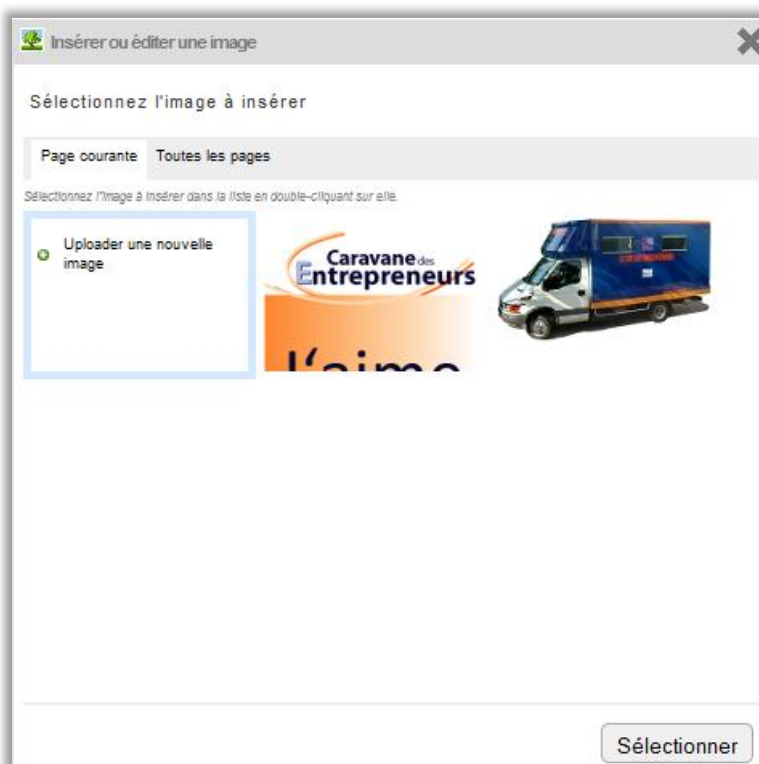 Insérer ou éditer une image
Sélectionnez l'image à insérer
Page courante Toutes les pages
Sélectionnez l'image à insérer dans la liste en double-cliquant sur elle.
Uploader une nouvelle
image
Caravane des
Entrepreneurs
J'aime
Sélectionner